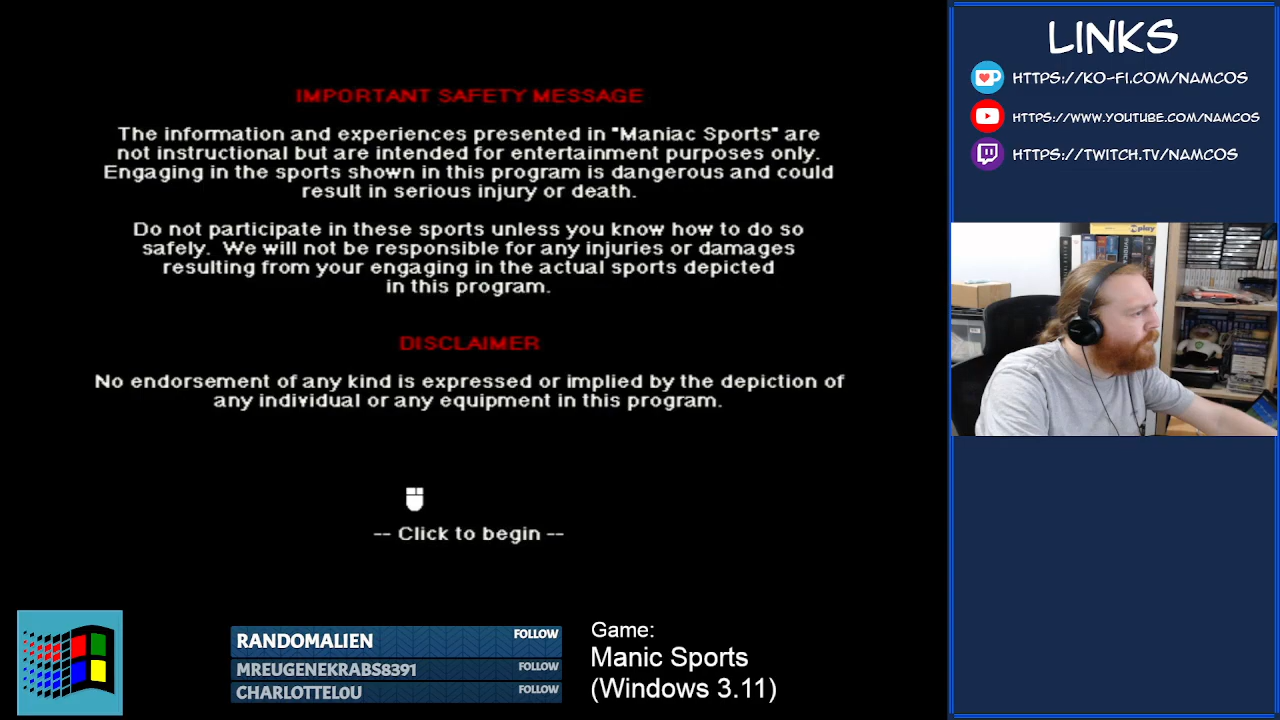 IMPORTANT SAFETY MESSAGE
The information and experiences presented in "Maniac Sports" are
not instructional but are intended for entertainment purposes only.
Engaging in the sports shown in this program is dangerous and could
result in serious injury or death.
Do not participate in these sports unless you know how to do so
safely. We will not be responsible for any injuries or damages
resulting from your engaging in the actual sports depicted
in this program.
DISCLAIMER
No endorsement of any kind is expressed or implied by the depiction of
any individual or any equipment in this program.
-- Click to begin --
LINKS
HTTPS://KO-FI.COM/NAMCOS
HTTPS://WWW.YOUTUBE.COM/NAMCOS
HTTPS://TWITCH.TV/NAMCOS
play
RANDOMALIEN FOLLOW
MREUGENEKRABS8391 FOLLOW
CHARLOTTEL0U FOLLOW
Game:
Manic Sports
(Windows 3.11)